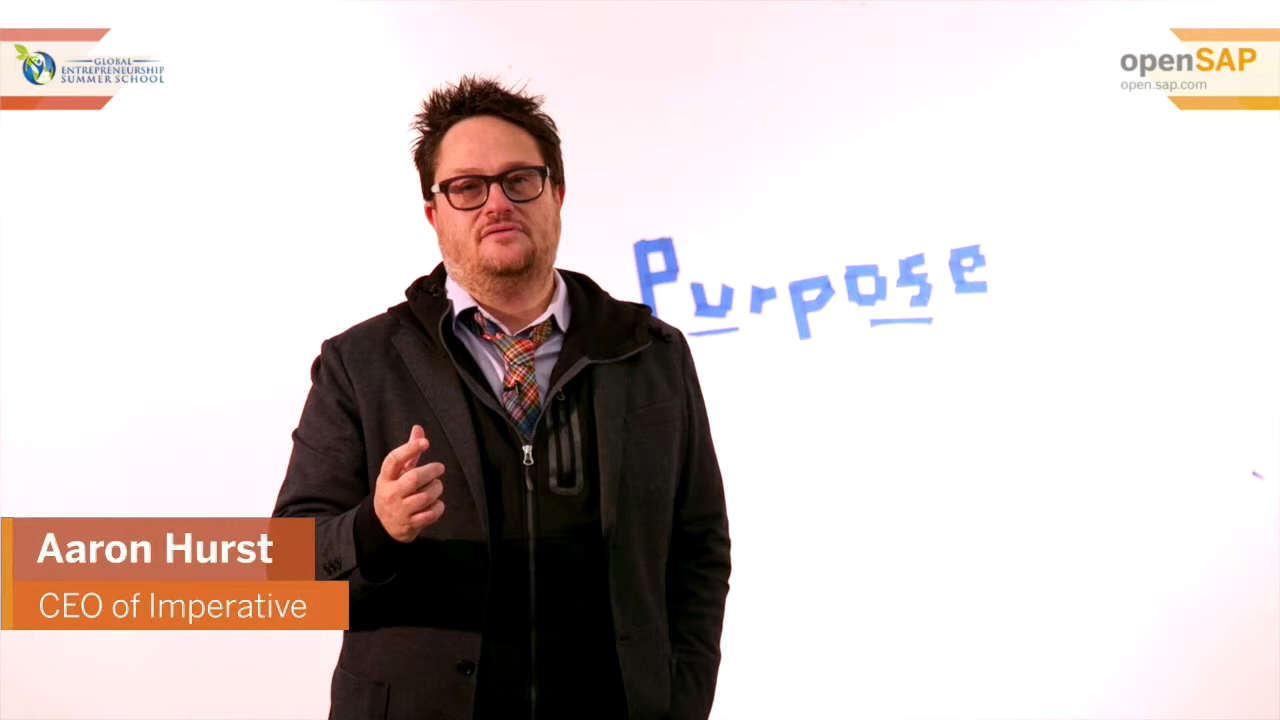 GLOBAL
ENTREPRENEURSHIP
SUMMER SCHOOL
openSAP
open.sap.com
Purpose
Aaron Hurst
CEO of Imperative